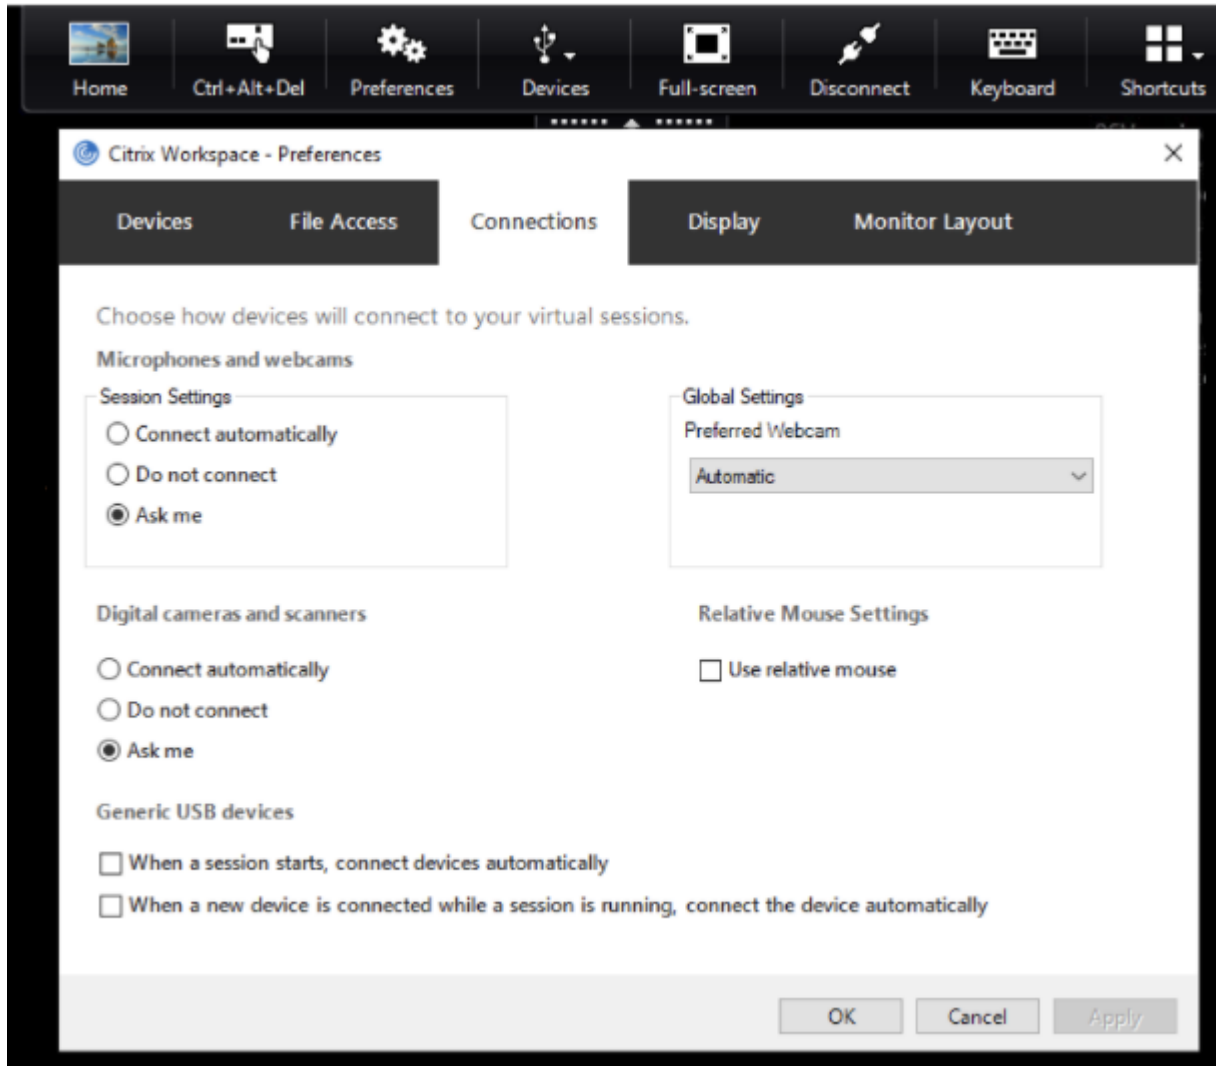 Home Ctrl+Alt+Del Preferences Devices Full-screen Disconnect Keyboard Shortcuts
Citrix Workspace - Preferences
Devices File Access Connections Display Monitor Layout
Choose how devices will connect to your virtual sessions.
Microphones and webcams
Session Settings
Connect automatically
Do not connect
Ask me
Global Settings
Preferred Webcam
Automatic
Digital cameras and scanners
Connect automatically
Do not connect
Ask me
Relative Mouse Settings
Use relative mouse
Generic USB devices
When a session starts, connect devices automatically
When a new device is connected while a session is running, connect the device automatically
OK Cancel Apply